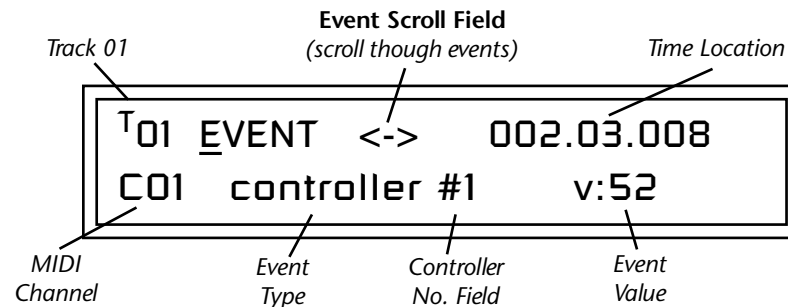 Event Scroll Field
Track 01 (scroll though events) Time Location
T01 EVENT <-> 002.03.008
C01 controller #1 v:52
MIDI Channel
Event Type
Controller No. Field
Event Value